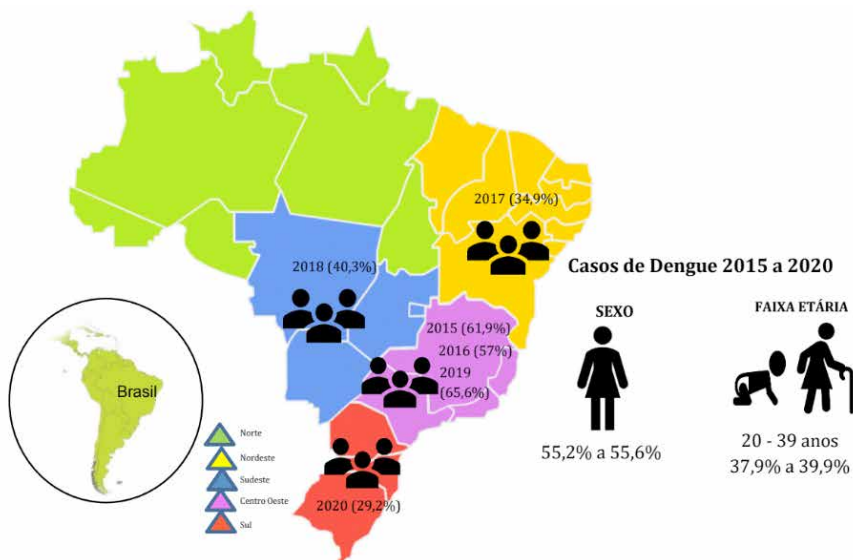 2017 (34,9%)
2018 (40,3%)
Casos de Dengue 2015 a 2020
SEXO
FAIXA ETÁRIA
2015 (61,9%)
2016 (57%)
2019
(65,6%)
Brasil
Norte
Nordeste
Sudeste
Centro Oeste
Sul
2020 (29,2%)
55,2% a 55,6%
20 - 39 anos
37,9% a 39,9%